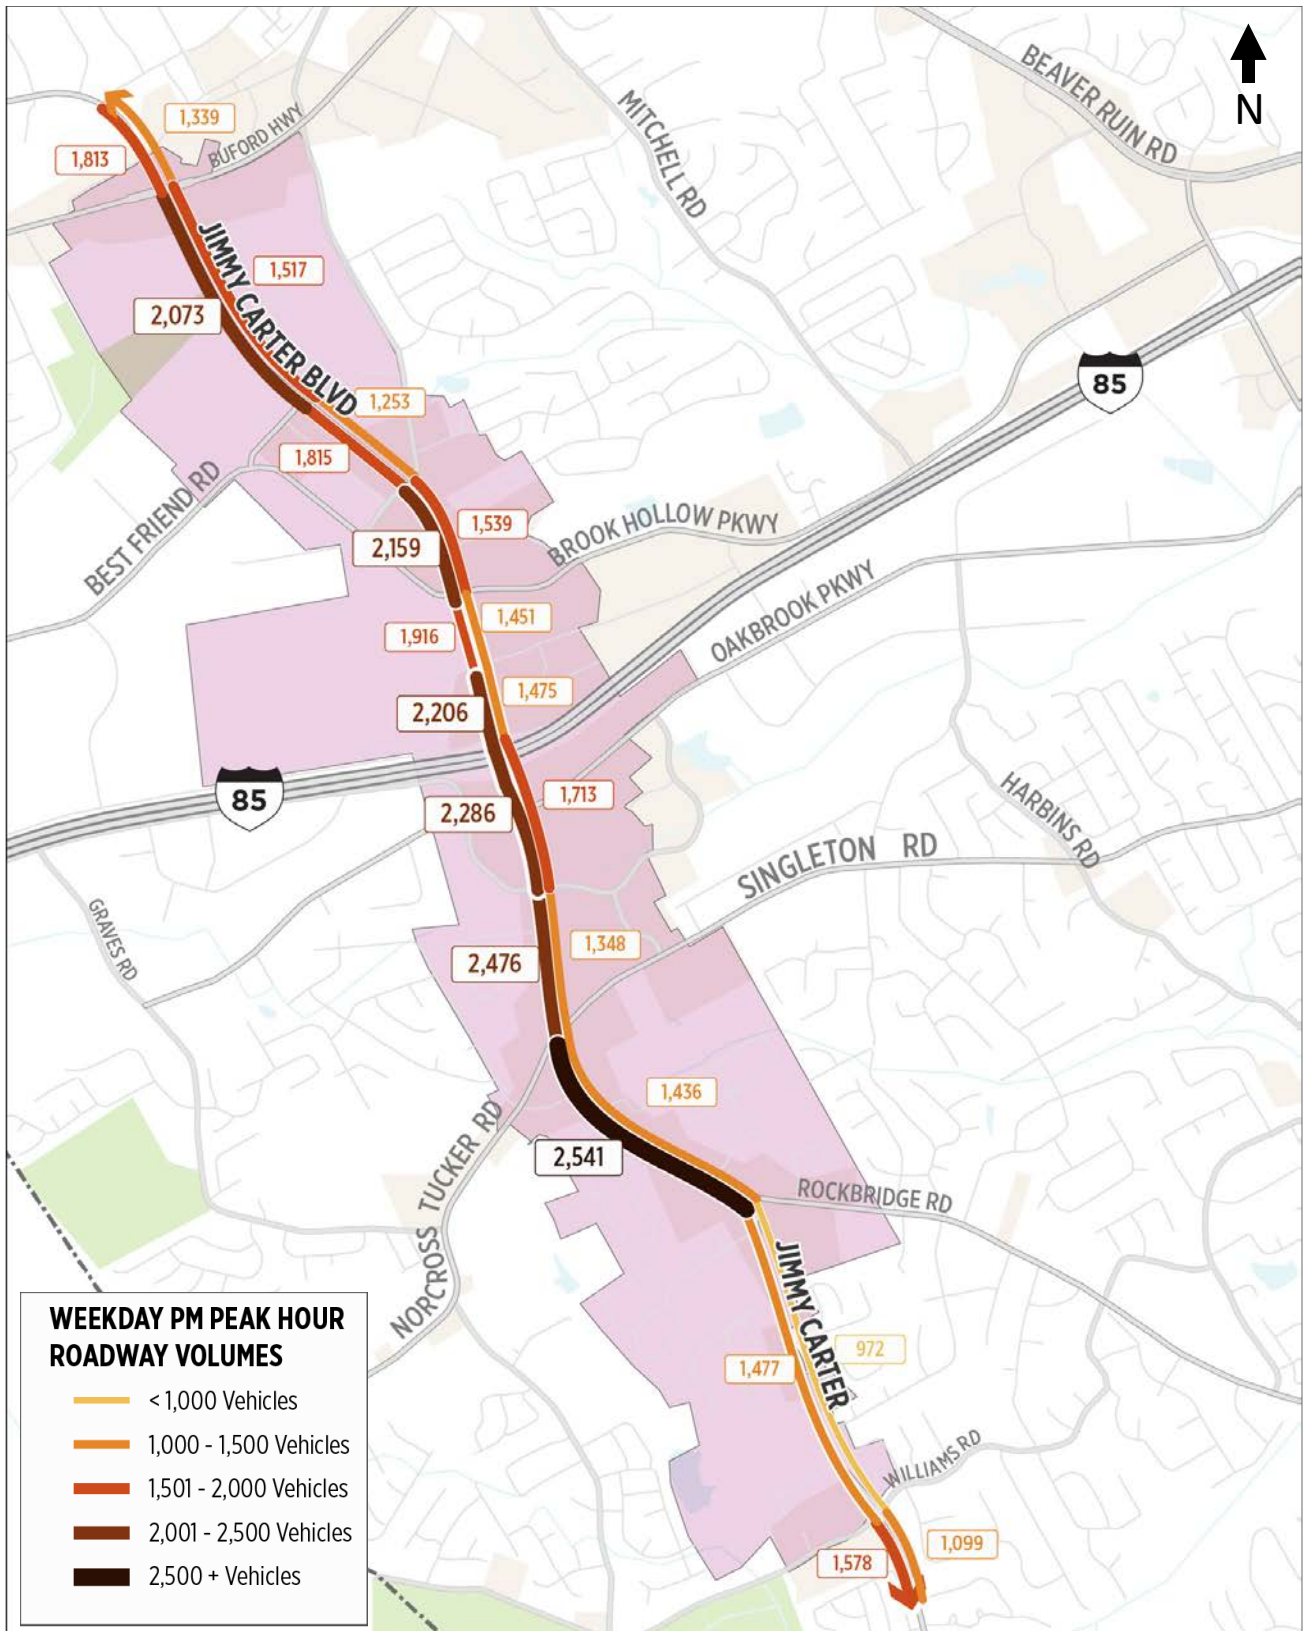 BEAVER RUIN RD
N
MITCHELL RD
1,339
BUFORD HWY
1,813
JIMMY CARTER BLVD
1,517
2,073
85
1,253
1,815
BEST FRIEND RD
1,539
BROOK HOLLOW PKWY
2,159
OAKBROOK PKWY
1,451
1,916
1,475
2,206
85
1,713
2,286
HARBINS RD
SINGLETON RD
GRAVES RD
1,348
2,476
1,436
2,541
NORCROSS TUCKER RD
ROCKBRIDGE RD
JIMMY CARTER
972
1,477
WILLIAMS RD
1,099
1,578
WEEKDAY PM PEAK HOUR
ROADWAY VOLUMES
< 1,000 Vehicles
1,000 - 1,500 Vehicles
1,501 - 2,000 Vehicles
2,001 - 2,500 Vehicles
2,500 + Vehicles